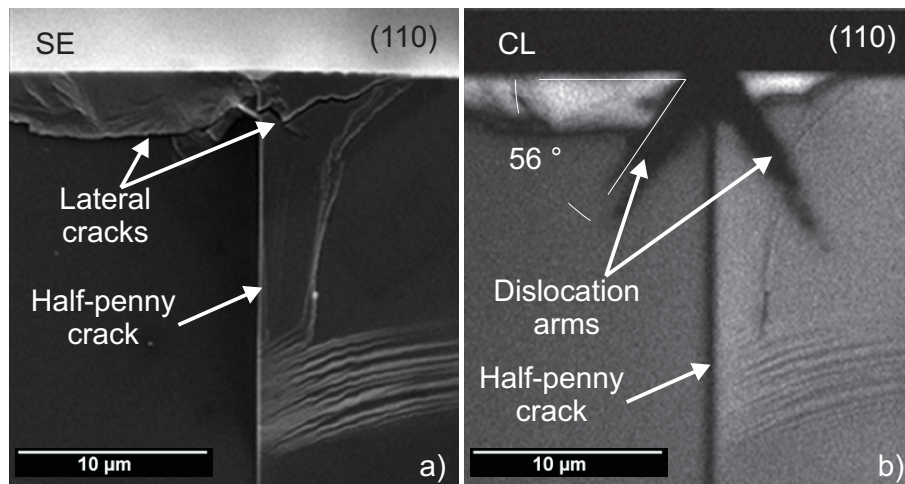 SE
(110)
Lateral
cracks
Half-penny
crack
10 µm
a)
CL
(110)
56 °
Dislocation
arms
Half-penny
crack
10 µm
b)